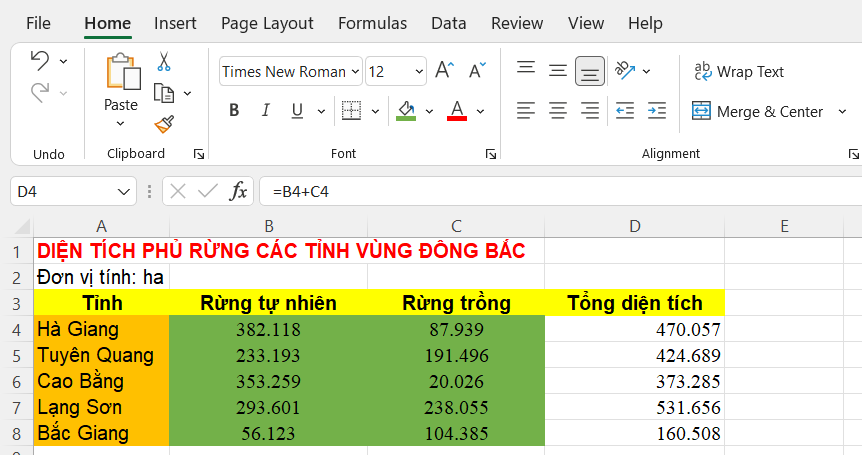 File Home Insert Page Layout Formulas Data Review View Help
Times New Roman 12 A A ab Wrap Text
Paste B I U A Merge & Center
Undo Clipboard Font Alignment
D4 fx =B4+C4
A B C D E
1 DIỆN TÍCH PHỦ RỪNG CÁC TỈNH VÙNG ĐÔNG BẮC
2 Đơn vị tính: ha
3 Tỉnh Rừng tự nhiên Rừng trồng Tổng diện tích
4 Hà Giang 382.118 87.939 470.057
5 Tuyên Quang 233.193 191.496 424.689
6 Cao Bằng 353.259 20.026 373.285
7 Lạng Sơn 293.601 238.055 531.656
8 Bắc Giang 56.123 104.385 160.508